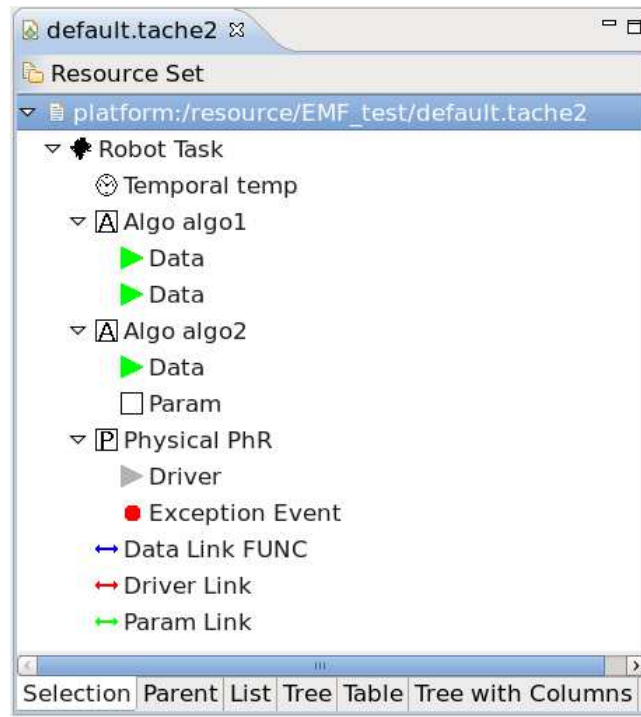 default.tache2
Resource Set
platform:/resource/EMF_test/default.tache2
Robot Task
Temporal temp
A Algo algo1
Data
Data
A Algo algo2
Data
Param
P Physical PhR
Driver
Exception Event
Data Link FUNC
Driver Link
Param Link
Selection Parent List Tree Table Tree with Columns